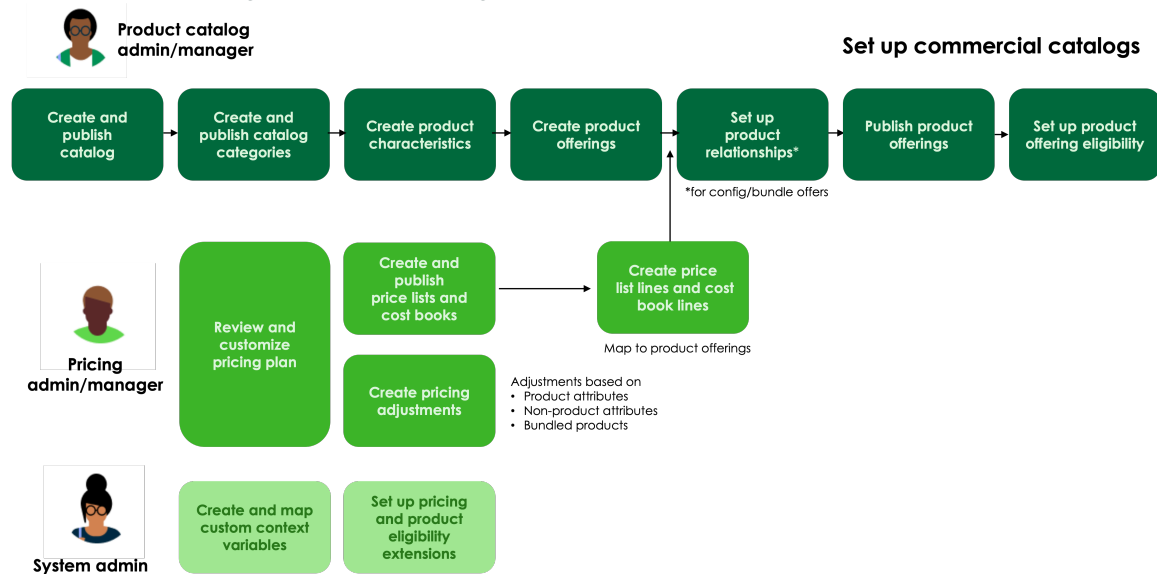 Product catalog
admin/manager
Set up commercial catalogs
Create and
publish
catalog
Create and
publish catalog
categories
Create product
characteristics
Create product
offerings
Set up
product
relationships*
Publish product
offerings
Set up product
offering eligibility
*for config/bundle offers
Review and
customize
pricing plan
Create and
publish
price lists and
cost books
Create price
list lines and cost
book lines
Map to product offerings
Pricing
admin/manager
Create pricing
adjustments
Adjustments based on
• Product attributes
• Non-product attributes
• Bundled products
Create and map
custom context
variables
Set up pricing
and product
eligibility
extensions
System admin